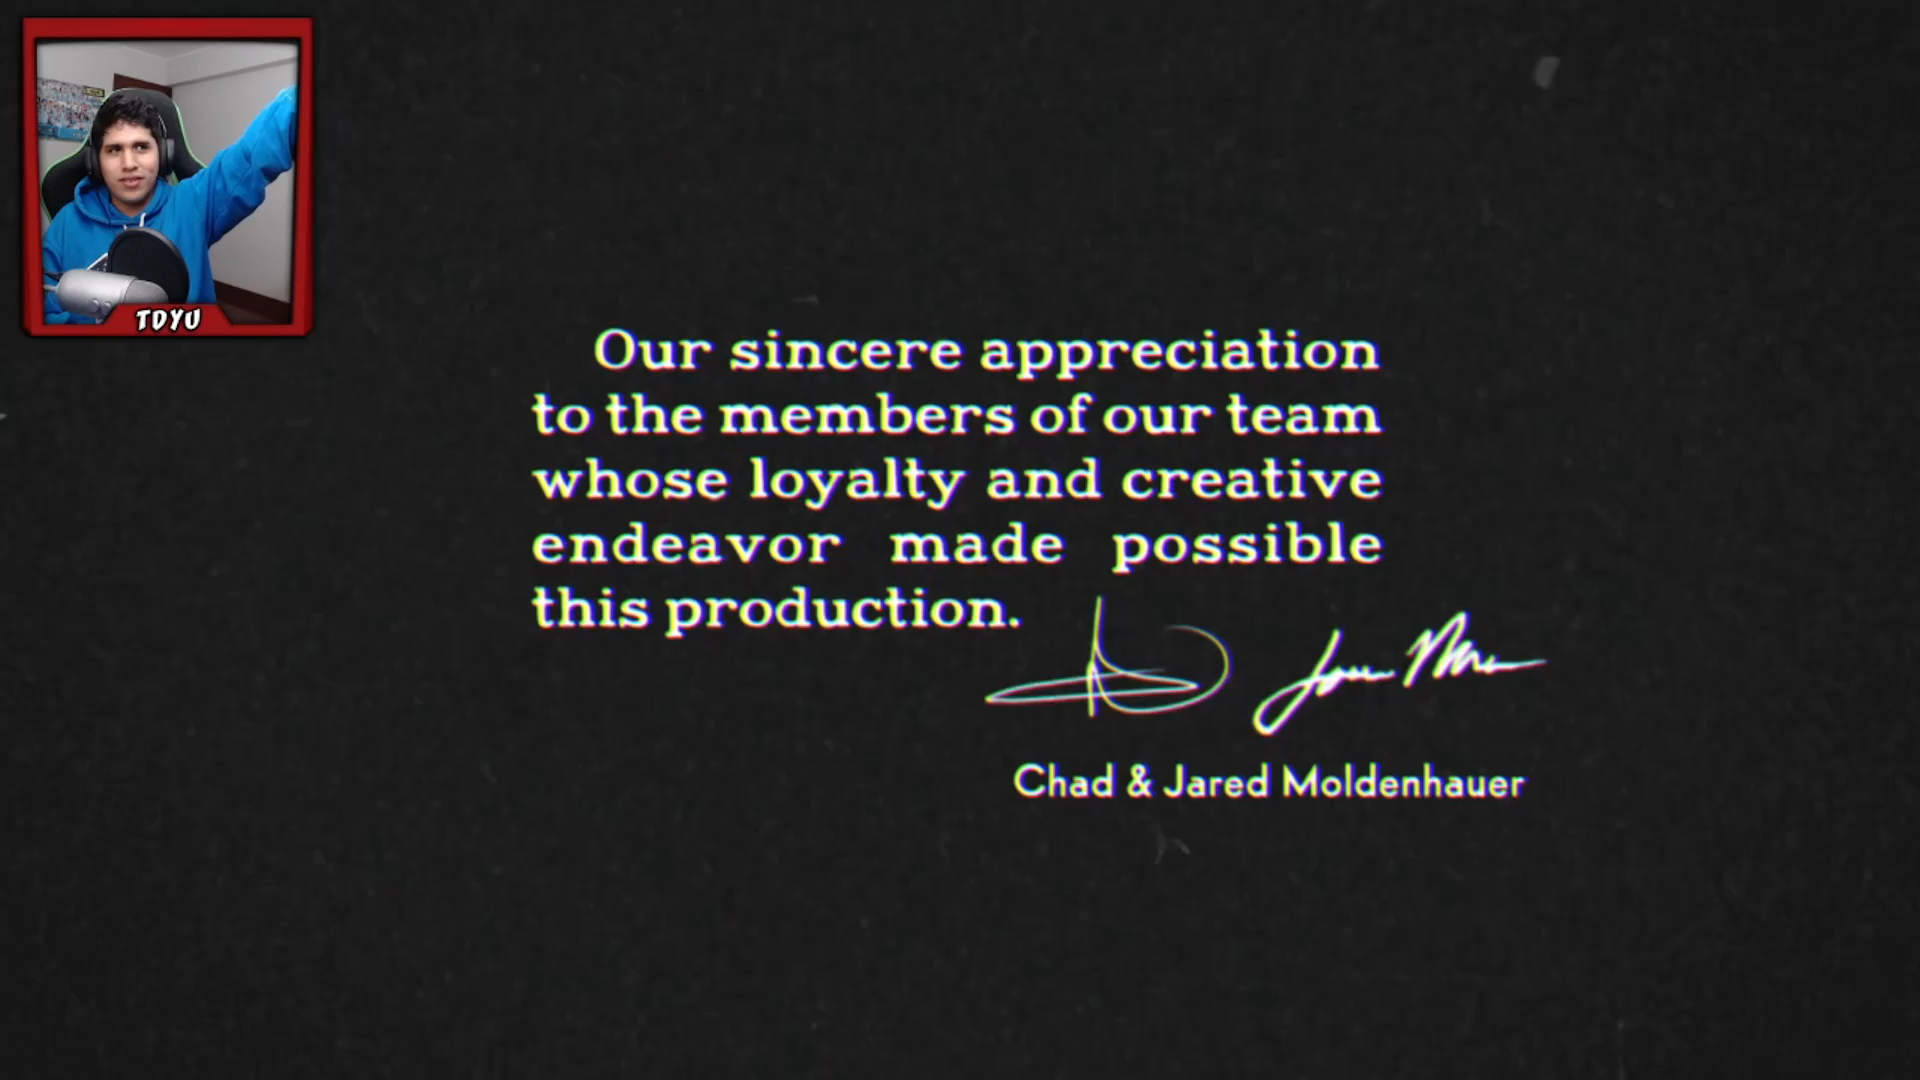 TDYU
Our sincere appreciation
to the members of our team
whose loyalty and creative
endeavor made possible
this production.
Chad & Jared Moldenhauer